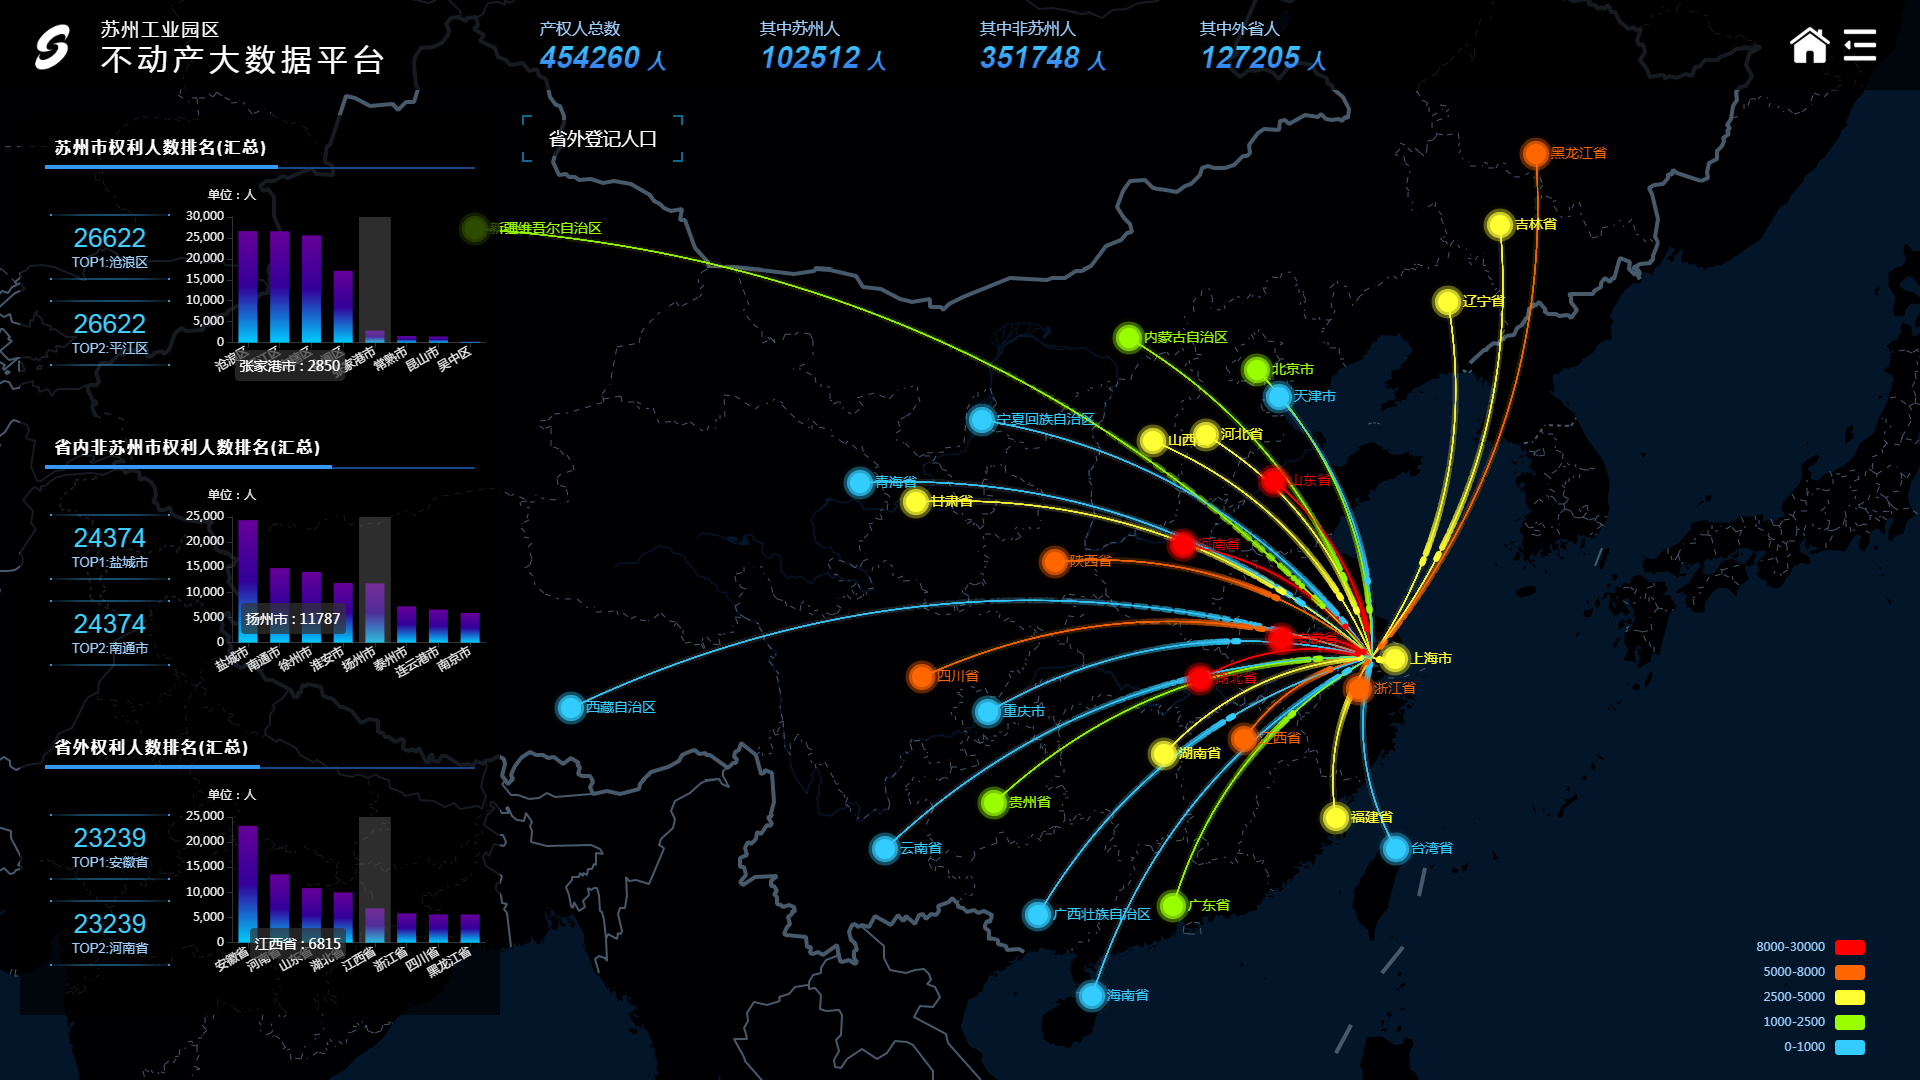 苏州工业园区
不动产大数据平台
产权人总数
454260 人
其中苏州人
102512 人
其中非苏州人
351748 人
其中外省人
127205 人
省外登记人口
苏州市权利人数排名(汇总)
单位：人
26622
TOP1:沧浪区
26622
TOP2:平江区
30,000
25,000
20,000
15,000
10,000
5,000
0
沧浪区
张家港市
常熟市
昆山市
吴中区
张家港市 : 2850
省内非苏州市权利人数排名(汇总)
单位：人
24374
TOP1:盐城市
24374
TOP2:南通市
25,000
20,000
15,000
10,000
5,000
0
盐城市
南通市
徐州市
淮安市
扬州市
泰州市
连云港市
南京市
扬州市 : 11787
省外权利人数排名(汇总)
单位：人
23239
TOP1:安徽省
23239
TOP2:河南省
25,000
20,000
15,000
10,000
5,000
0
安徽省
河南省
山东省
湖北省
江西省
浙江省
四川省
黑龙江省
江西省 : 6815
黑龙江省
吉林省
新疆维吾尔自治区
辽宁省
内蒙古自治区
北京市
天津市
宁夏回族自治区
山西
河北省
山东省
青海省
甘肃省
河南省
陕西省
安徽省
上海市
四川省
湖北省
浙江省
西藏自治区
重庆市
江西省
湖南省
贵州省
福建省
云南省
台湾省
广西壮族自治区
广东省
海南省
8000-30000
5000-8000
2500-5000
1000-2500
0-1000